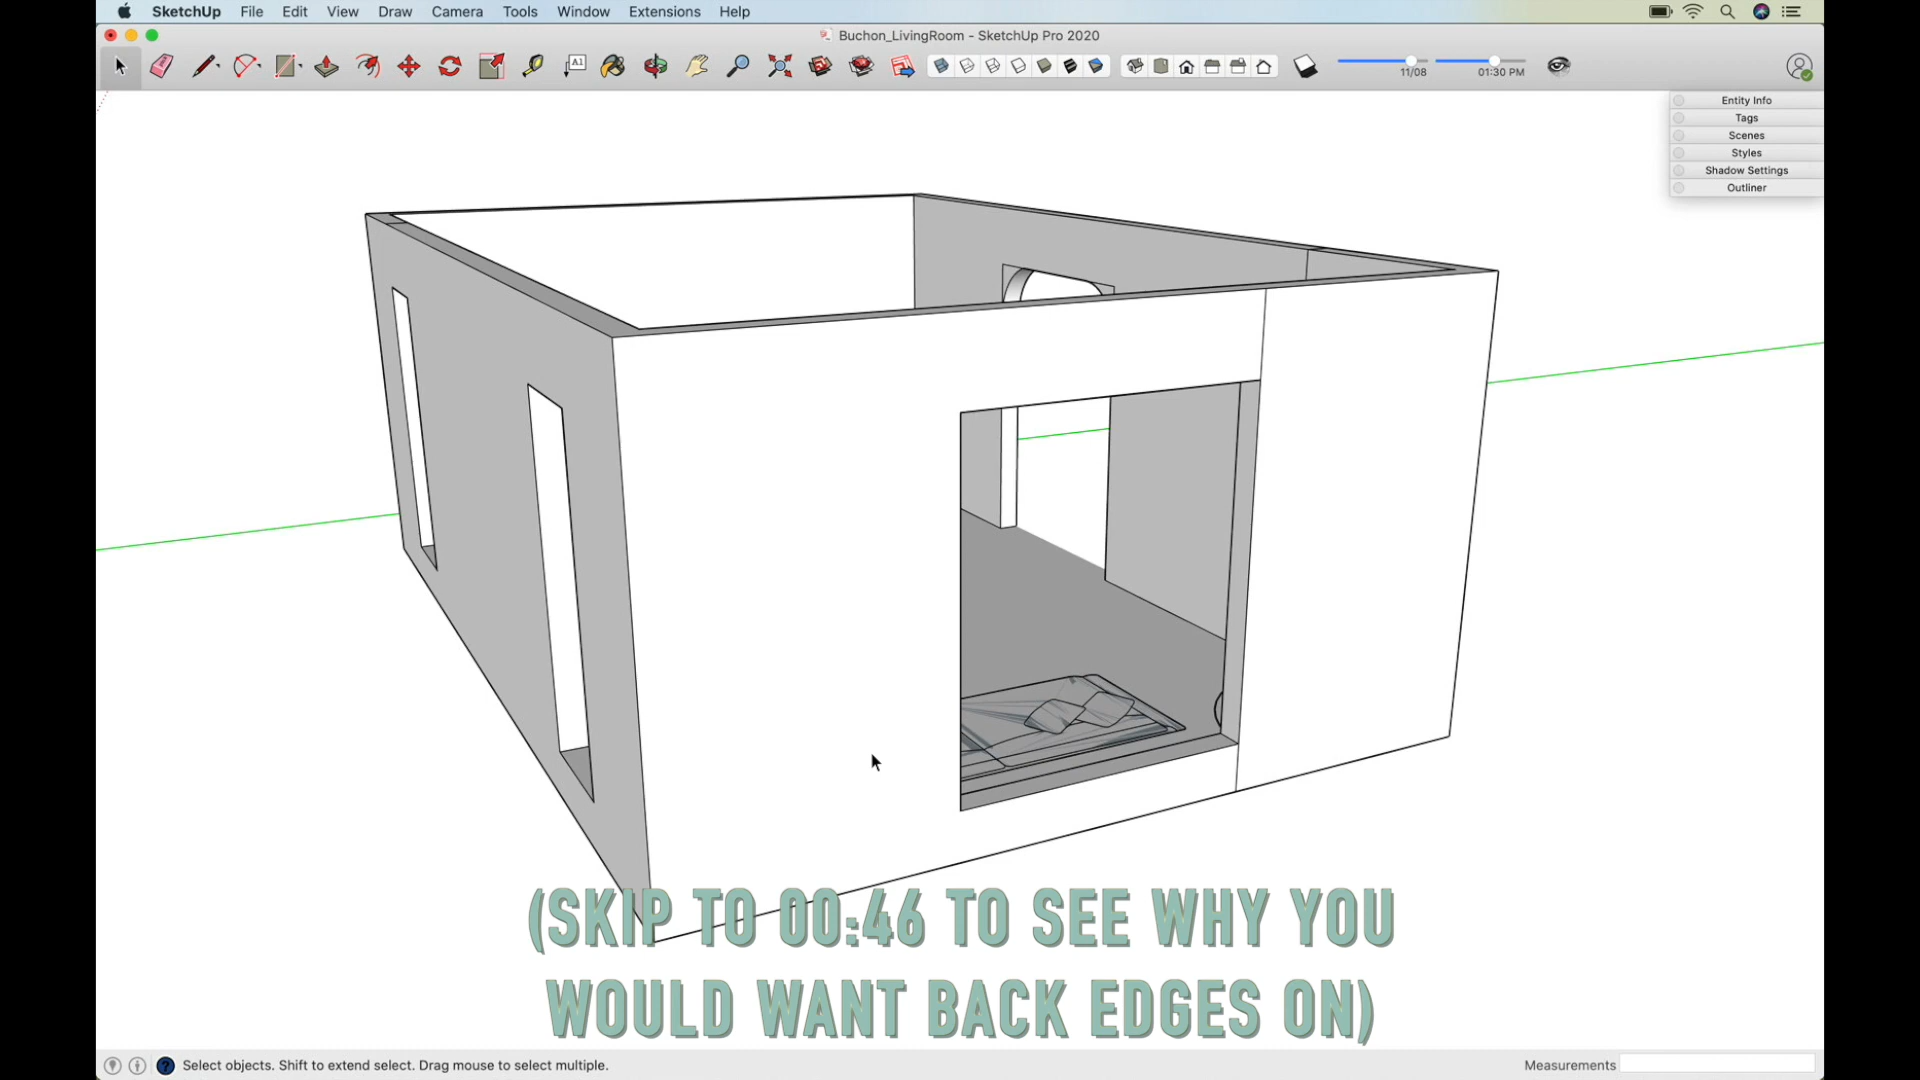 SketchUp File Edit View Draw Camera Tools Window Extensions Help
Buchon_LivingRoom - SketchUp Pro 2020
A1
11/08 01:30 PM
Entity Info
Tags
Scenes
Styles
Shadow Settings
Outliner
(SKIP TO 00:46 TO SEE WHY YOU
WOULD WANT BACK EDGES ON)
Select objects. Shift to extend select. Drag mouse to select multiple.
Measurements